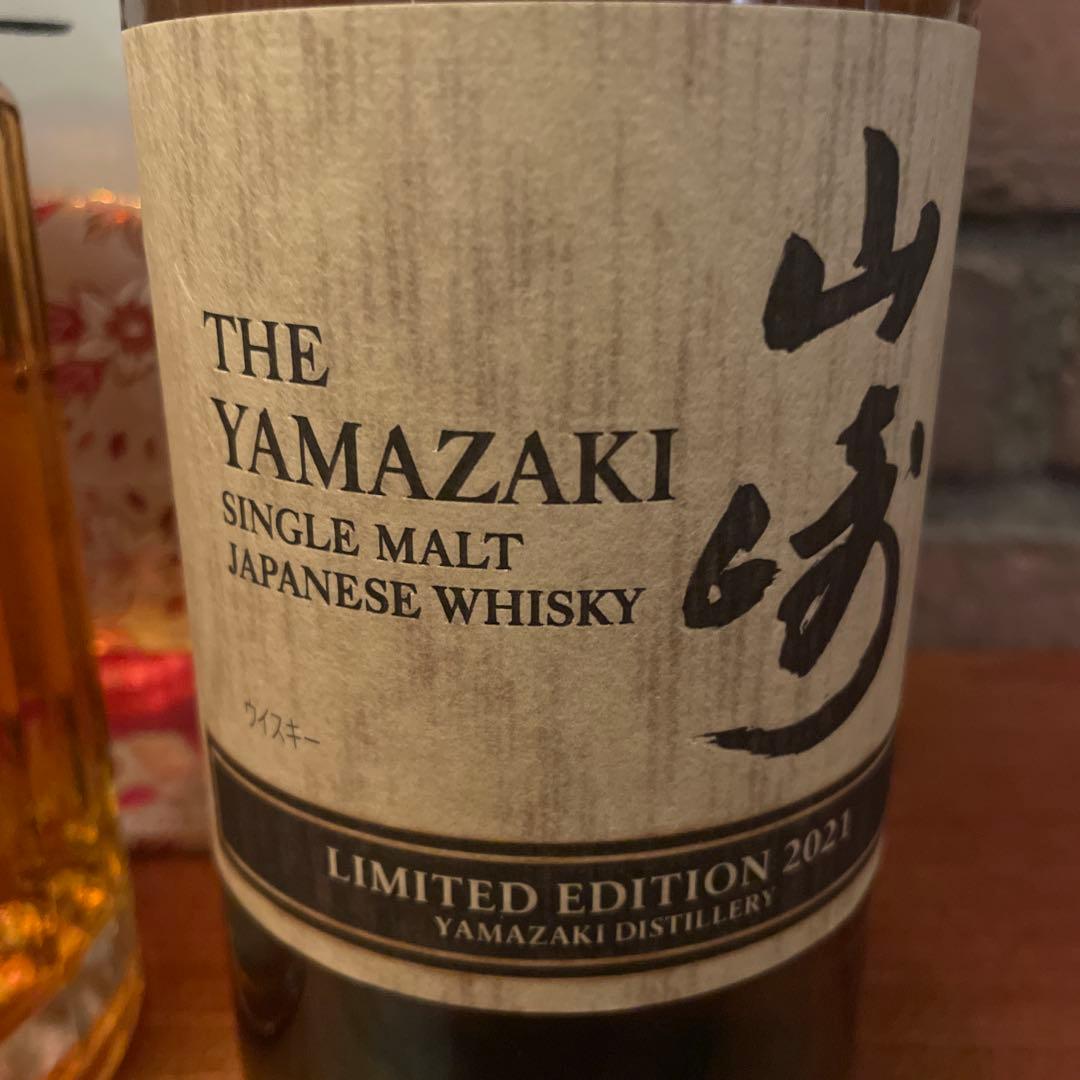 THE
YAMAZAKI
SINGLE MALT
JAPANESE WHISKY
山崎
ウイスキー
LIMITED EDITION 2021
YAMAZAKI DISTILLERY